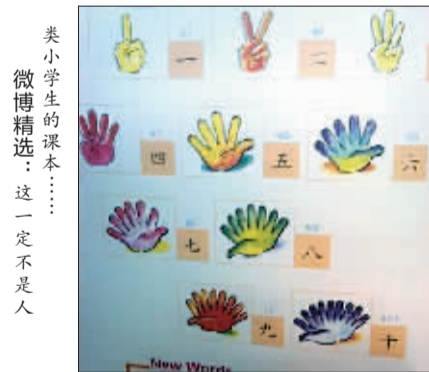 微博精选：这一定不是人
类小学生的课本……
一
二
四
五
六
七
八
九
十
New Words